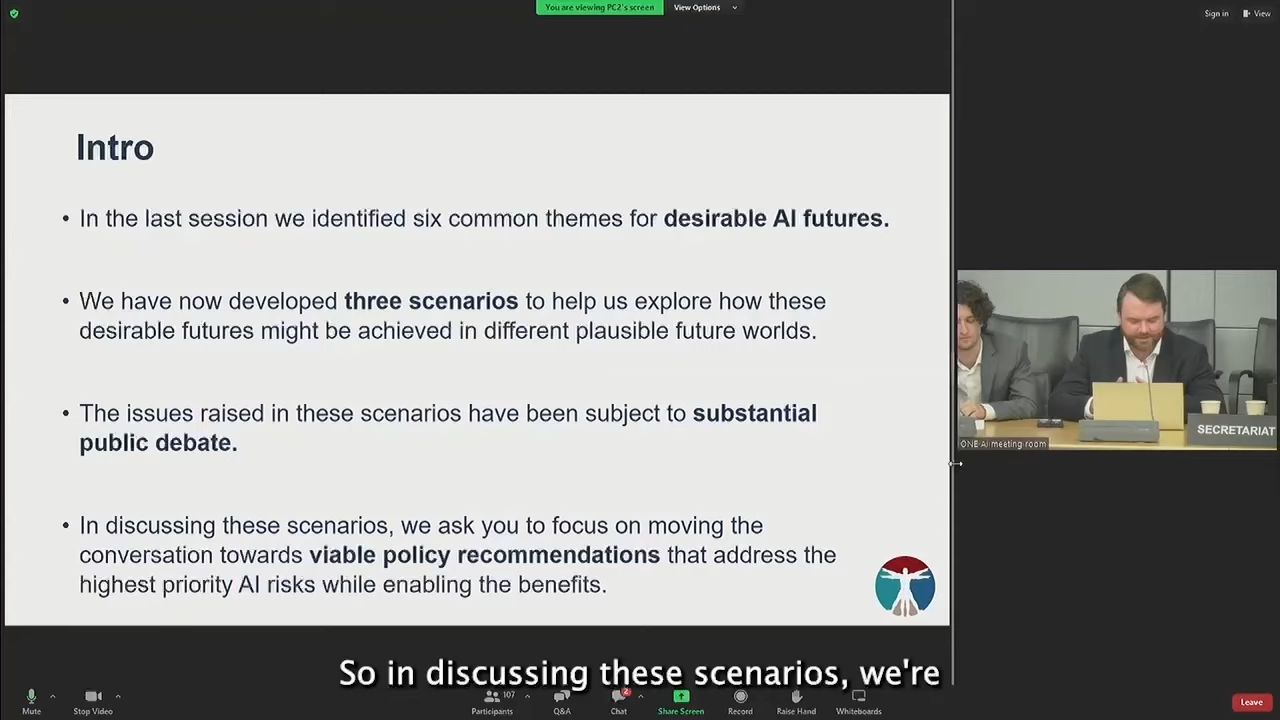 You are viewing PC2's screen
View Options
Sign in
View
Intro
• In the last session we identified six common themes for desirable AI futures.
• We have now developed three scenarios to help us explore how these
desirable futures might be achieved in different plausible future worlds.
• The issues raised in these scenarios have been subject to substantial
public debate.
• In discussing these scenarios, we ask you to focus on moving the
conversation towards viable policy recommendations that address the
highest priority AI risks while enabling the benefits.
SECRETARIAT
ONE AI meeting room
So in discussing these scenarios, we're
Mute
Stop Video
Participants
107
Q&A
Chat
2
Share Screen
Record
Raise Hand
Whiteboards
Leave